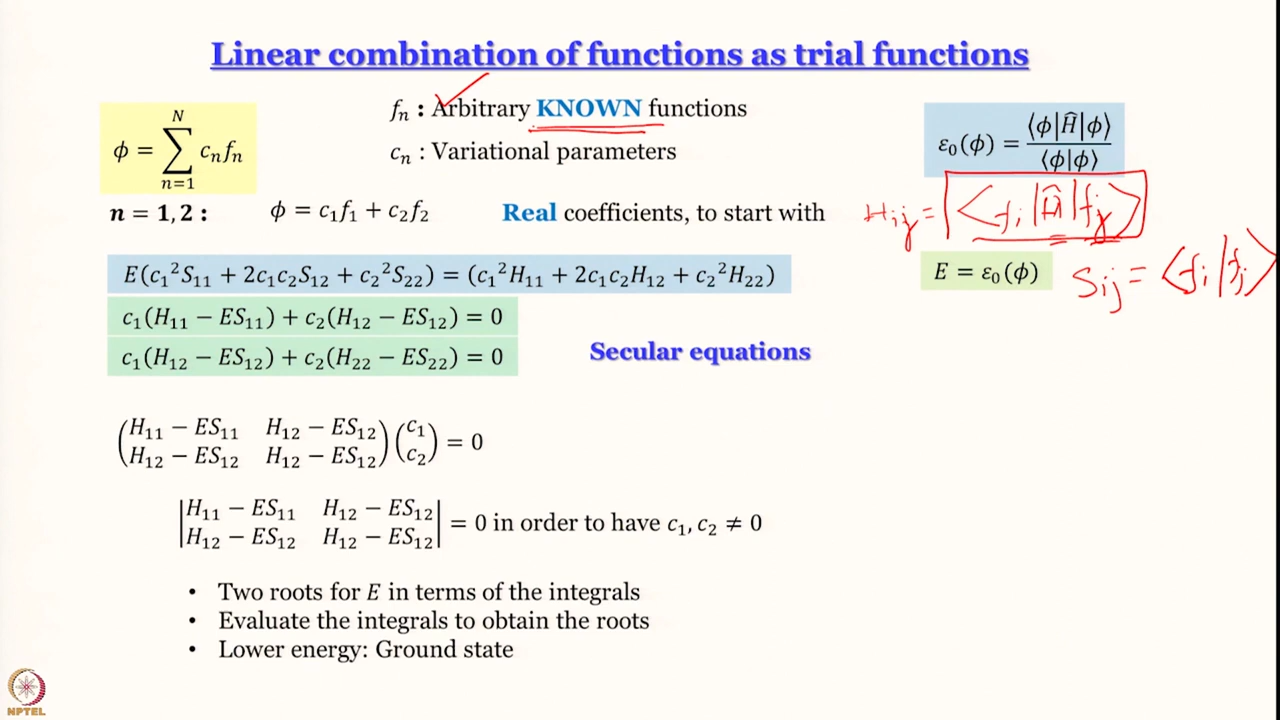 Linear combination of functions as trial functions
ϕ = ∑ₙ₌₁ᴺ cₙfₙ
fₙ : Arbitrary KNOWN functions
cₙ : Variational parameters
ε₀(ϕ) = ⟨ϕ|Ĥ|ϕ⟩ / ⟨ϕ|ϕ⟩
n = 1, 2 : ϕ = c₁f₁ + c₂f₂ Real coefficients, to start with
Hij = <fi|Ĥ|fj>
E(c₁²S₁₁ + 2c₁c₂S₁₂ + c₂²S₂₂) = (c₁²H₁₁ + 2c₁c₂H₁₂ + c₂²H₂₂)
E = ε₀(ϕ)
Sij = <fi|fj>
c₁(H₁₁ − ES₁₁) + c₂(H₁₂ − ES₁₂) = 0
c₁(H₁₂ − ES₁₂) + c₂(H₂₂ − ES₂₂) = 0
Secular equations
(H₁₁ − ES₁₁ H₁₂ − ES₁₂
H₁₂ − ES₁₂ H₁₂ − ES₁₂) (c₁ c₂) = 0
|H₁₁ − ES₁₁ H₁₂ − ES₁₂
H₁₂ − ES₁₂ H₁₂ − ES₁₂| = 0 in order to have c₁, c₂ ≠ 0
• Two roots for E in terms of the integrals
• Evaluate the integrals to obtain the roots
• Lower energy: Ground state
NPTEL